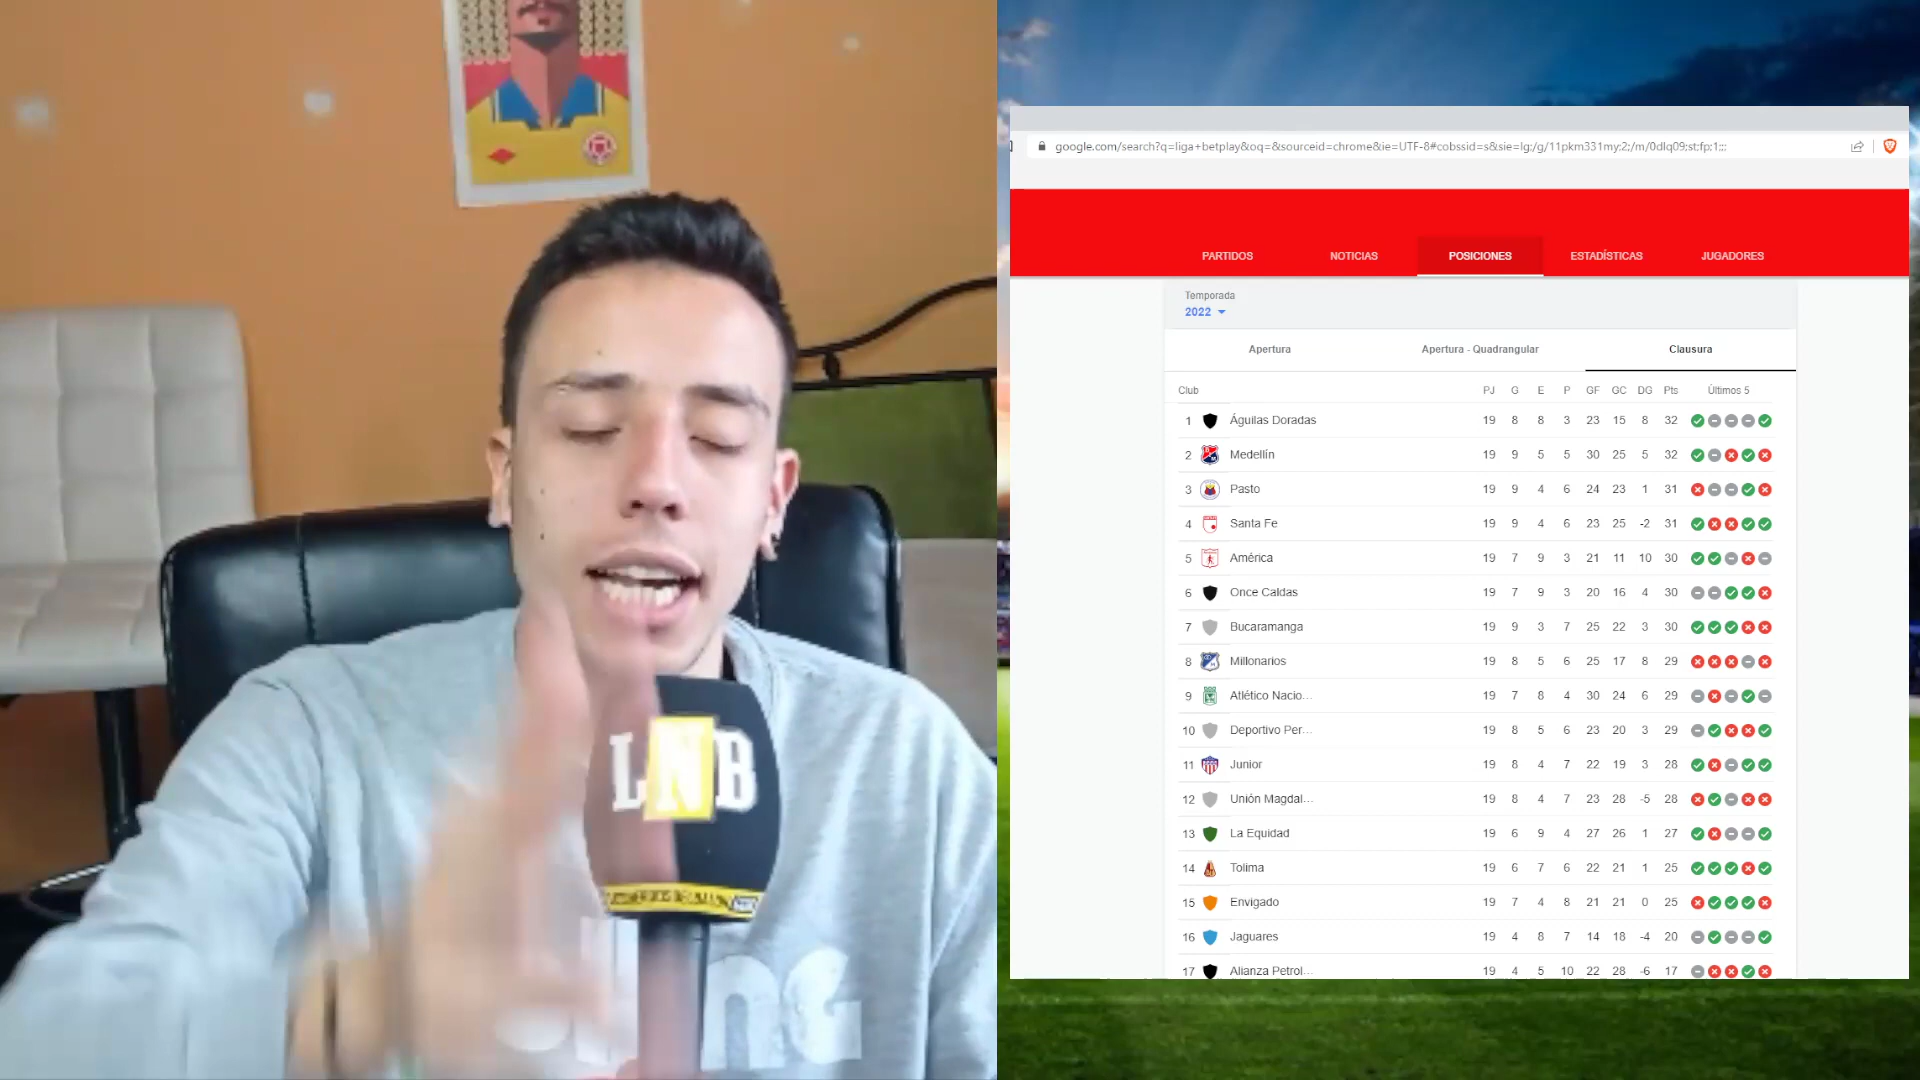 LNB
google.com/search?q=liga+betplay&oq=&sourceid=chrome&ie=UTF-8#cobssid=s&sie=lg;/g/11pkm331my;2;/m/0dlq09;st;fp;1;;;
PARTIDOS NOTICIAS POSICIONES ESTADÍSTICAS JUGADORES
Temporada
2022
Apertura Apertura - Quadrangular Clausura
Club PJ G E P GF GC DG Pts Últimos 5
1 Águilas Doradas 19 8 8 3 23 15 8 32
2 Medellín 19 9 5 5 30 25 5 32
3 Pasto 19 9 4 6 24 23 1 31
4 Santa Fe 19 9 4 6 23 25 -2 31
5 América 19 7 9 3 21 11 10 30
6 Once Caldas 19 7 9 3 20 16 4 30
7 Bucaramanga 19 9 3 7 25 22 3 30
8 Millonarios 19 8 5 6 25 17 8 29
9 Atlético Nacio... 19 7 8 4 30 24 6 29
10 Deportivo Per... 19 8 5 6 23 20 3 29
11 Junior 19 8 4 7 22 19 3 28
12 Unión Magdal... 19 8 4 7 23 28 -5 28
13 La Equidad 19 6 9 4 27 26 1 27
14 Tolima 19 6 7 6 22 21 1 25
15 Envigado 19 7 4 8 21 21 0 25
16 Jaguares 19 4 8 7 14 18 -4 20
17 Alianza Petrol... 19 4 5 10 22 28 -6 17